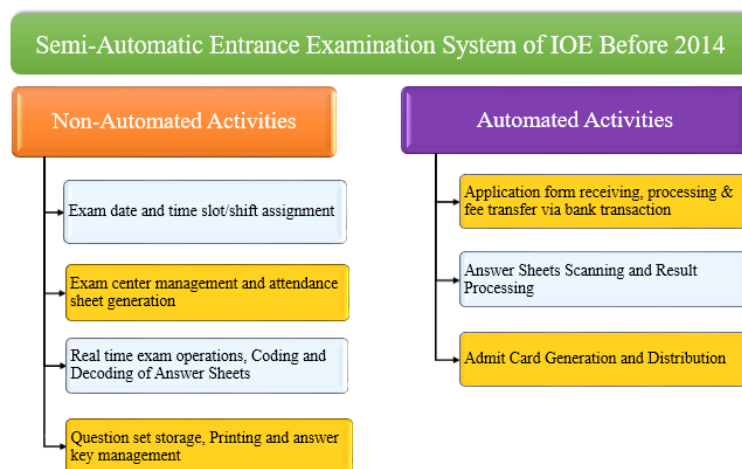 Semi-Automatic Entrance Examination System of IOE Before 2014
Non-Automated Activities
Exam date and time slot/shift assignment
Exam center management and attendance
sheet generation
Real time exam operations, Coding and
Decoding of Answer Sheets
Question set storage, Printing and answer
key management
Automated Activities
Application form receiving, processing &
fee transfer via bank transaction
Answer Sheets Scanning and Result
Processing
Admit Card Generation and Distribution